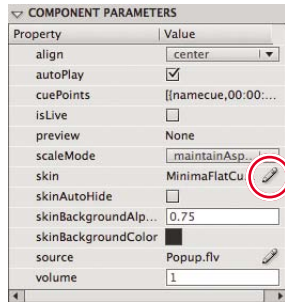 COMPONENT PARAMETERS
Property Value
align center
autoPlay
cuePoints [{namecue,00:00:...
isLive
preview None
scaleMode maintainAsp...
skin MinimaFlatCu...
skinAutoHide
skinBackgroundAlp... 0.75
skinBackgroundColor
source Popup.flv
volume 1